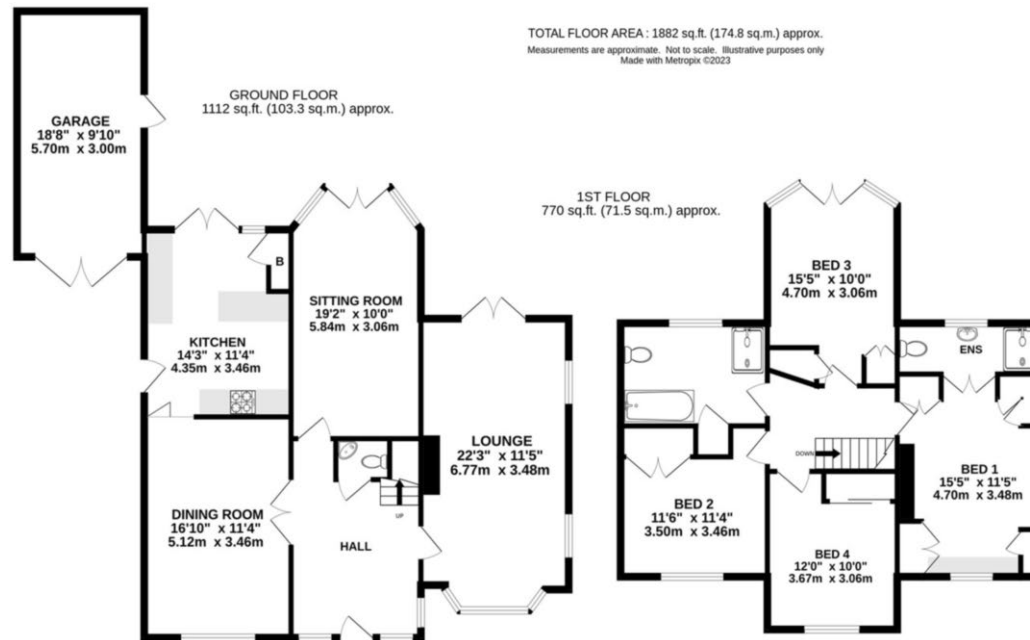 TOTAL FLOOR AREA : 1882 sq.ft. (174.8 sq.m.) approx.
Measurements are approximate. Not to scale. Illustrative purposes only
Made with Metropix ©2023
GROUND FLOOR
1112 sq.ft. (103.3 sq.m.) approx.
GARAGE
18'8" x 9'10"
5.70m x 3.00m
B
SITTING ROOM
19'2" x 10'0"
5.84m x 3.06m
KITCHEN
14'3" x 11'4"
4.35m x 3.46m
LOUNGE
22'3" x 11'5"
6.77m x 3.48m
DINING ROOM
16'10" x 11'4"
5.12m x 3.46m
UP
HALL
1ST FLOOR
770 sq.ft. (71.5 sq.m.) approx.
BED 3
15'5" x 10'0"
4.70m x 3.06m
ENS
DOWN
BED 1
15'5" x 11'5"
4.70m x 3.48m
BED 2
11'6" x 11'4"
3.50m x 3.46m
BED 4
12'0" x 10'0"
3.67m x 3.06m